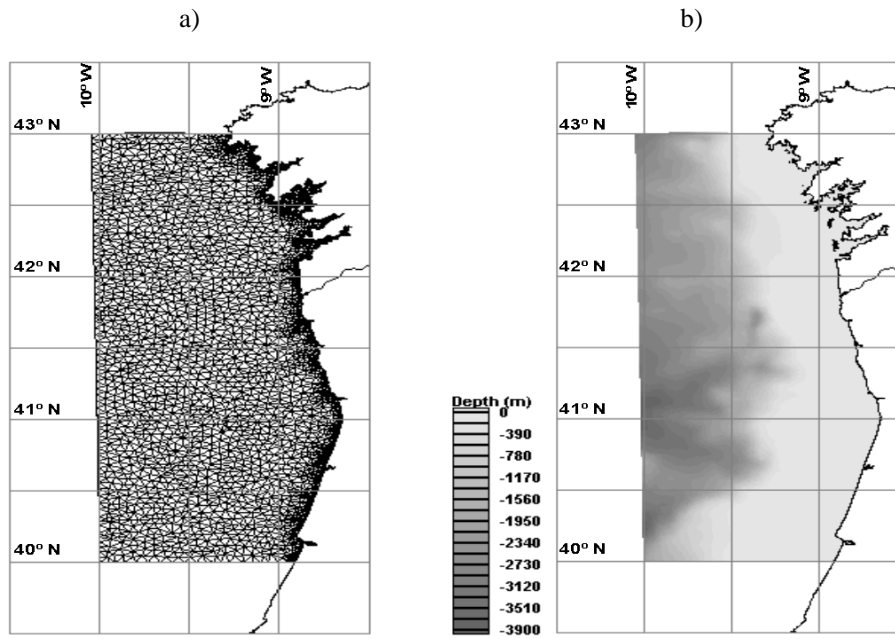 a)
10º W
9º W
43º N
42º N
41º N
40º N
b)
10º W
9º W
43º N
42º N
41º N
40º N
Depth (m)
0
-390
-780
-1170
-1560
-1950
-2340
-2730
-3120
-3510
-3900